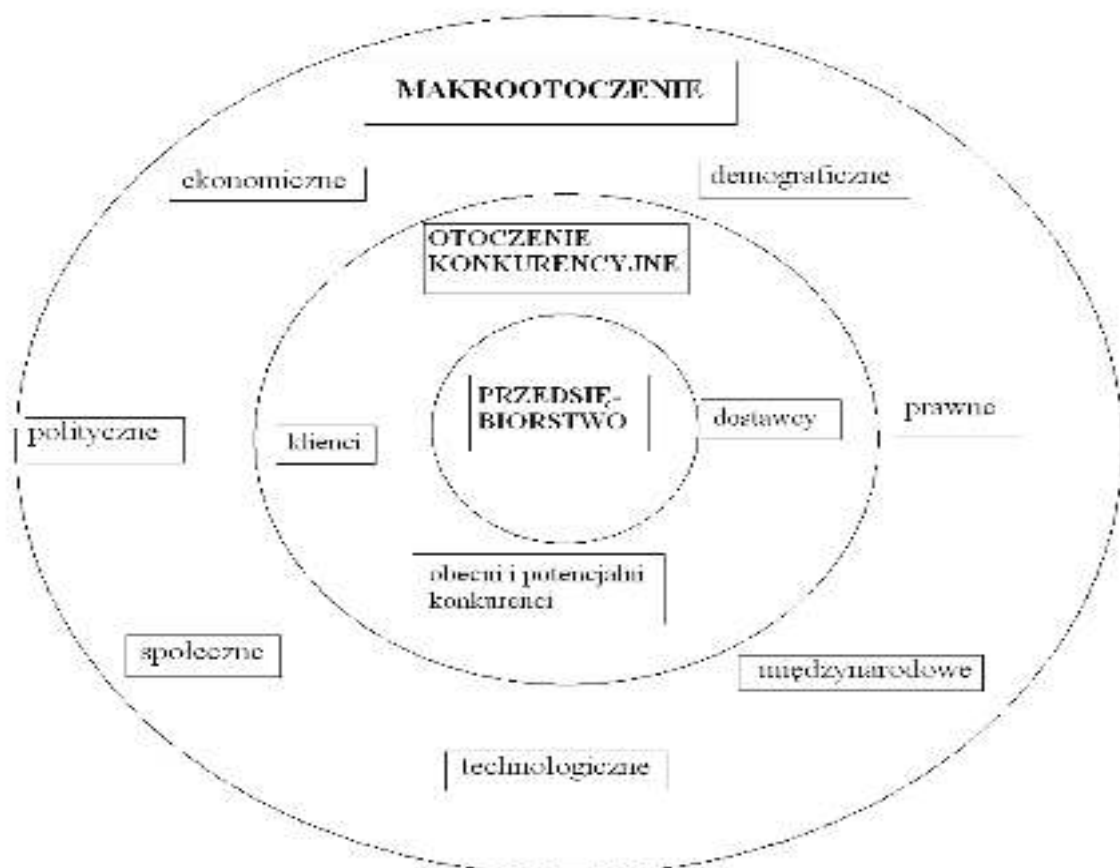 MAKROOTOCZENIE
ekonomiczne
demograficzne
OTOCZENIE
KONKURENCYJNE
PRZEDSIĘ-
BIORSTWO
dostawcy
prawne
polityczne
klienci
obecni i potencjalni
konkurenci
społeczne
międzynarodowe
technologiczne